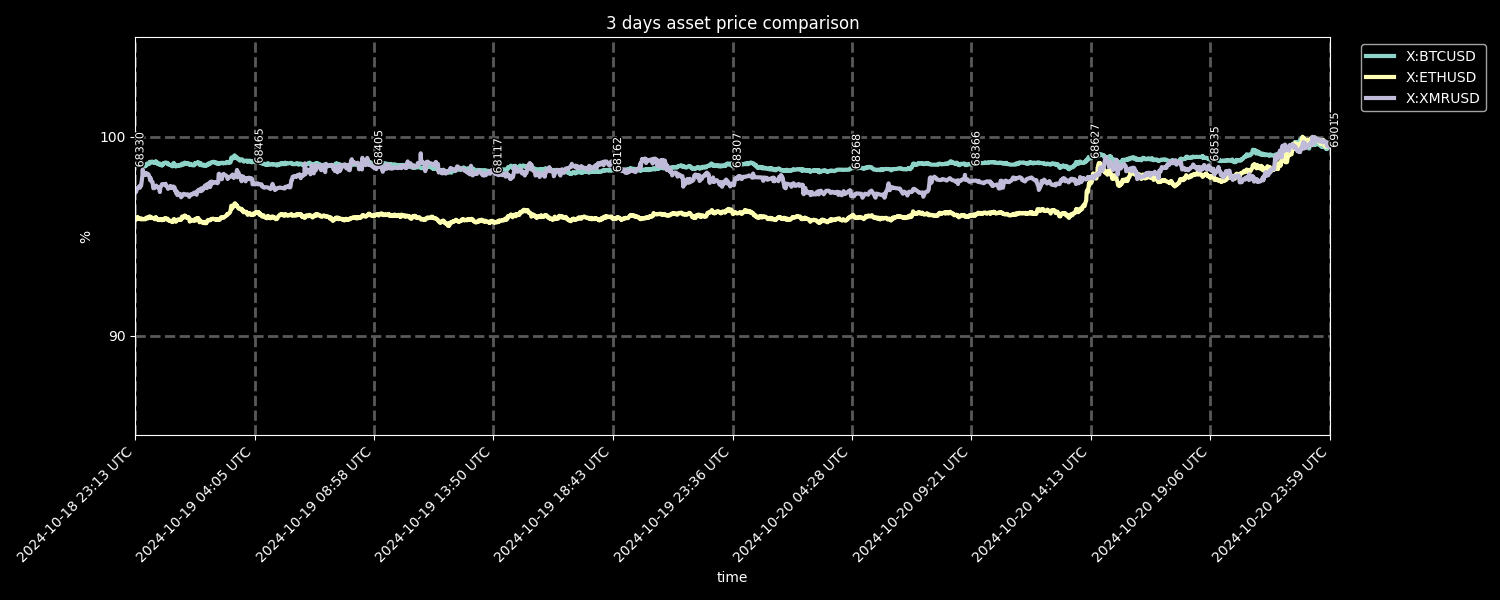 3 days asset price comparison
X:BTCUSD
X:ETHUSD
X:XMRUSD
100
90
%
68330
68465
68405
68117
68162
68307
68268
68366
68627
68535
69015
2024-10-18 23:13 UTC
2024-10-19 04:05 UTC
2024-10-19 08:58 UTC
2024-10-19 13:50 UTC
2024-10-19 18:43 UTC
2024-10-19 23:36 UTC
2024-10-20 04:28 UTC
2024-10-20 09:21 UTC
2024-10-20 14:13 UTC
2024-10-20 19:06 UTC
2024-10-20 23:59 UTC
time